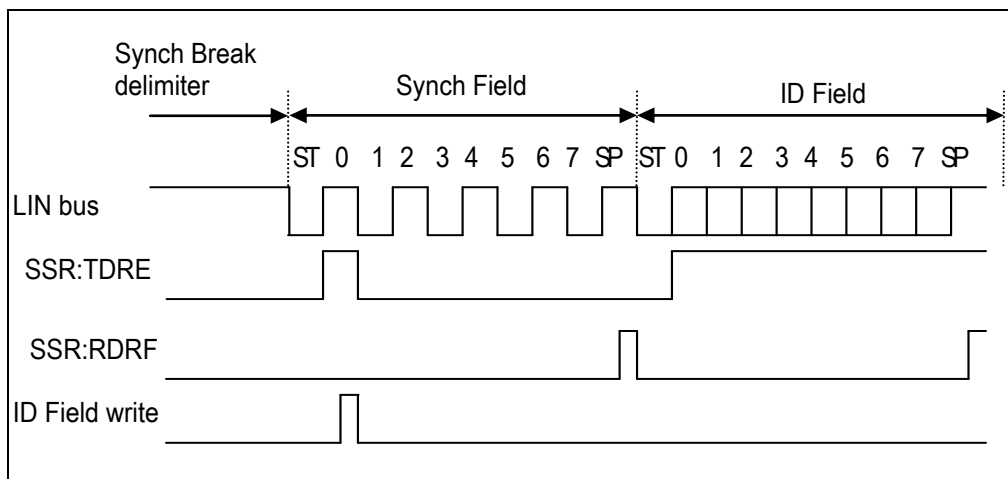 Synch Break
delimiter
Synch Field
ID Field
ST 0 1 2 3 4 5 6 7 SP ST 0 1 2 3 4 5 6 7 SP
LIN bus
SSR:TDRE
SSR:RDRF
ID Field write